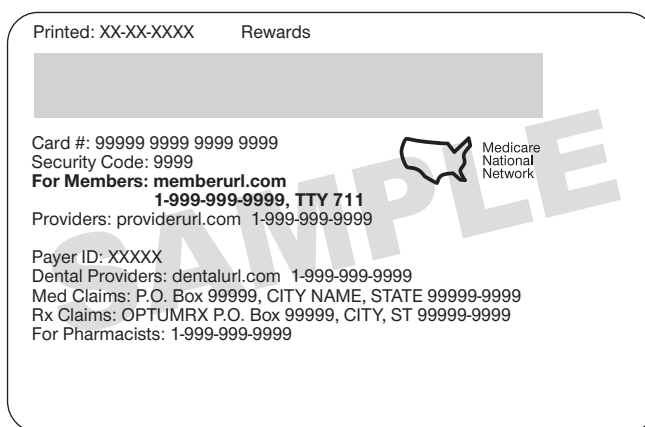 Printed: XX-XX-XXXX Rewards
Card #: 99999 9999 9999 9999
Security Code: 9999
For Members: memberurl.com
1-999-999-9999, TTY 711
Providers: providerurl.com 1-999-999-9999
Medicare
National
Network
Payer ID: XXXXX
Dental Providers: dentalurl.com 1-999-999-9999
Med Claims: P.O. Box 99999, CITY NAME, STATE 99999-9999
Rx Claims: OPTUMRX P.O. Box 99999, CITY, ST 99999-9999
For Pharmacists: 1-999-999-9999
SAMPLE